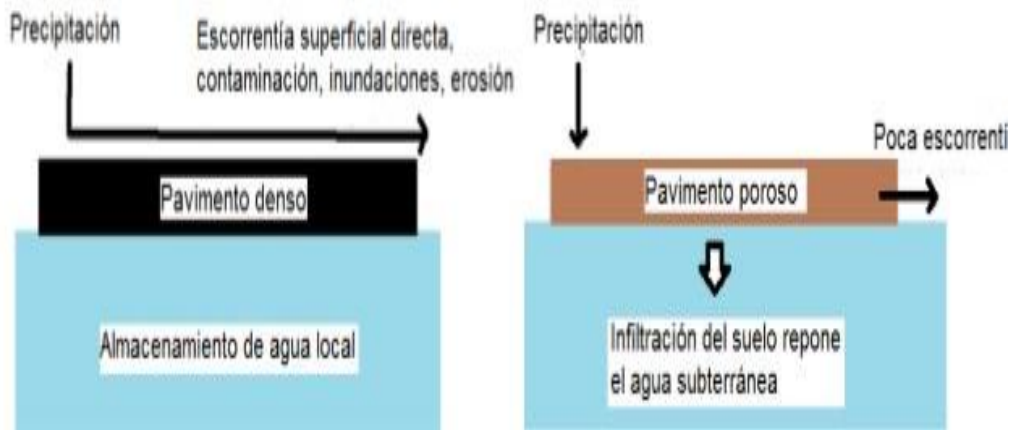 Precipitación
Escorrentía superficial directa,
contaminación, inundaciones, erosión
Pavimento denso
Almacenamiento de agua local
Precipitación
Poca escorrenti
Pavimento poroso
Infiltración del suelo repone
el agua subterránea